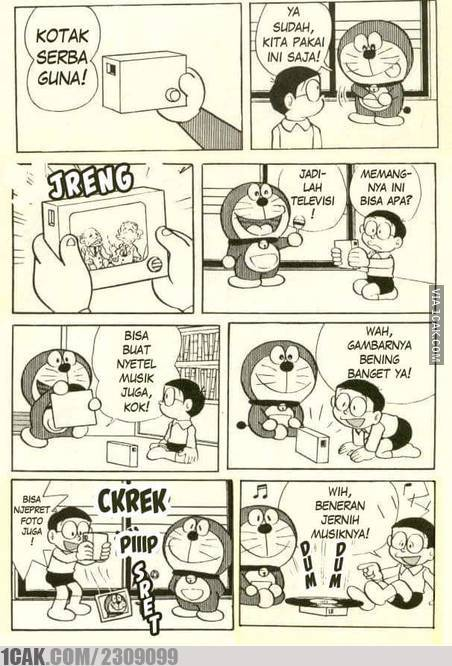 YA
SUDAH,
KITA PAKAI
INI SAJA!
KOTAK
SERBA
GUNA!
MEMANG-
NYA INI
BISA APA?
JADI-
LAH
TELEVISI
!
JRENG
WAH,
GAMBARNYA
BENING
BANGET YA!
BISA
BUAT
NYETEL
MUSIK
JUGA,
KOK!
WIH,
BENERAN
JERNIH
MUSIKNYA!
DUM
DUM
BISA
NJEPRET
FOTO
JUGA
!
CKREK
PIIIP
SRET
VIA 1CAK.COM
1CAK.COM/2309099